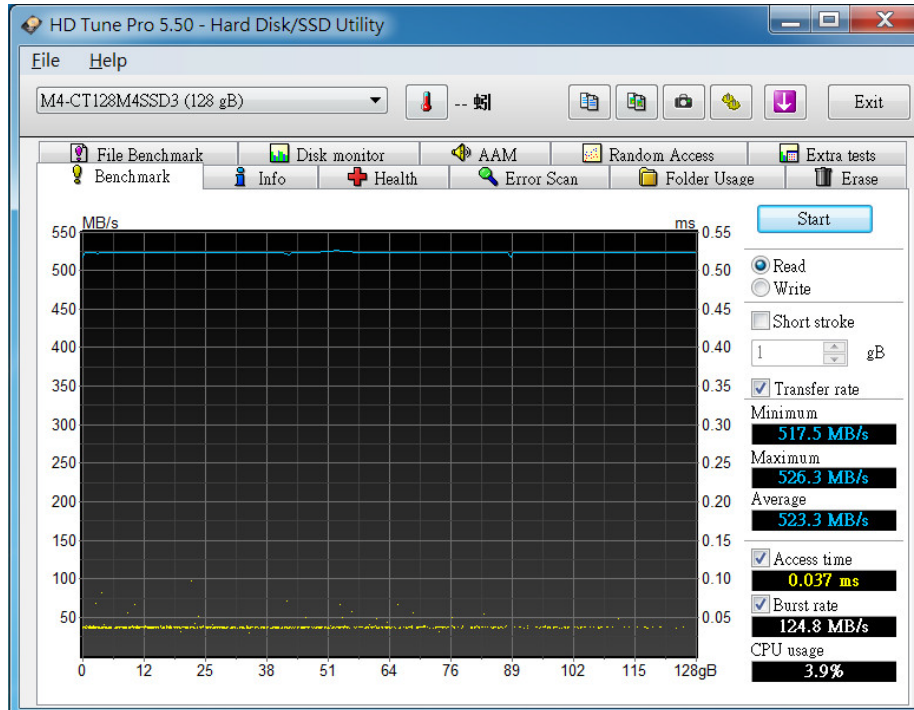 HD Tune Pro 5.50 - Hard Disk/SSD Utility
File Help
M4-CT128M4SSD3 (128 gB)
-- 蚓
Exit
File Benchmark Disk monitor AAM Random Access Extra tests
Benchmark Info Health Error Scan Folder Usage Erase
MB/s ms
550 0.55
500 0.50
450 0.45
400 0.40
350 0.35
300 0.30
250 0.25
200 0.20
150 0.15
100 0.10
50 0.05
0 12 25 38 51 64 76 89 102 115 128gB
Start
Read
Write
Short stroke
1 gB
Transfer rate
Minimum
517.5 MB/s
Maximum
526.3 MB/s
Average
523.3 MB/s
Access time
0.037 ms
Burst rate
124.8 MB/s
CPU usage
3.9%